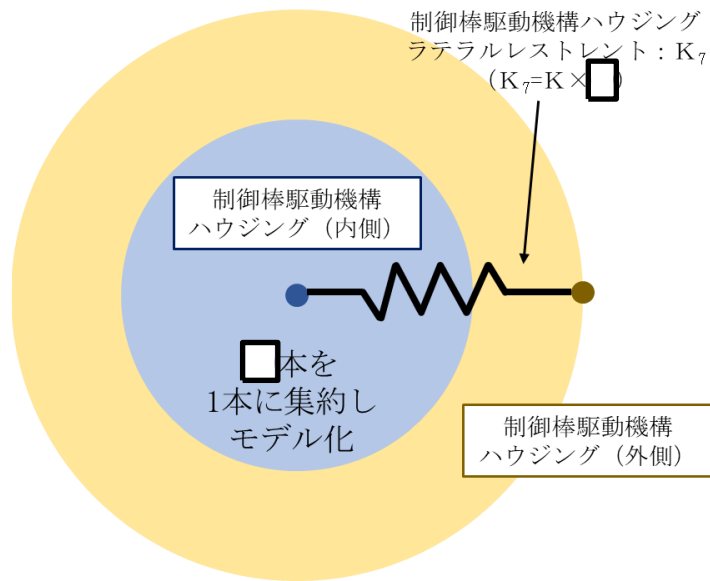 制御棒駆動機構ハウジング
ラテラルレストレント：K₇
（K₇=K×）
制御棒駆動機構
ハウジング（内側）
本を
1本に集約し
モデル化
制御棒駆動機構
ハウジング（外側）